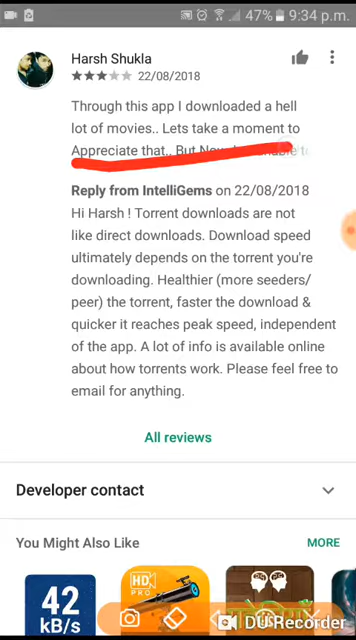 47% 9:34 p.m.
Harsh Shukla
22/08/2018
Through this app I downloaded a hell
lot of movies.. Lets take a moment to
Appreciate that.. But
Reply from IntelliGems on 22/08/2018
Hi Harsh ! Torrent downloads are not
like direct downloads. Download speed
ultimately depends on the torrent you're
downloading. Healthier (more seeders/
peer) the torrent, faster the download &
quicker it reaches peak speed, independent
of the app. A lot of info is available online
about how torrents work. Please feel free to
email for anything.
All reviews
Developer contact
You Might Also Like MORE
42
kB/s
HD
PRO
DU Recorder